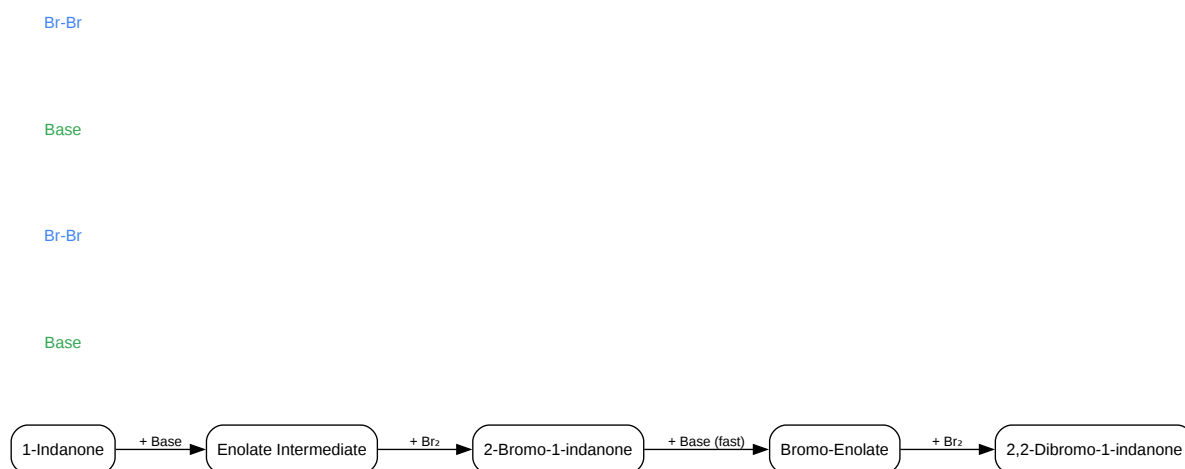 Br-Br
Base
Br-Br
Base
1-Indanone
+ Base
Enolate Intermediate
+ Br₂
2-Bromo-1-indanone
+ Base (fast)
Bromo-Enolate
+ Br₂
2,2-Dibromo-1-indanone